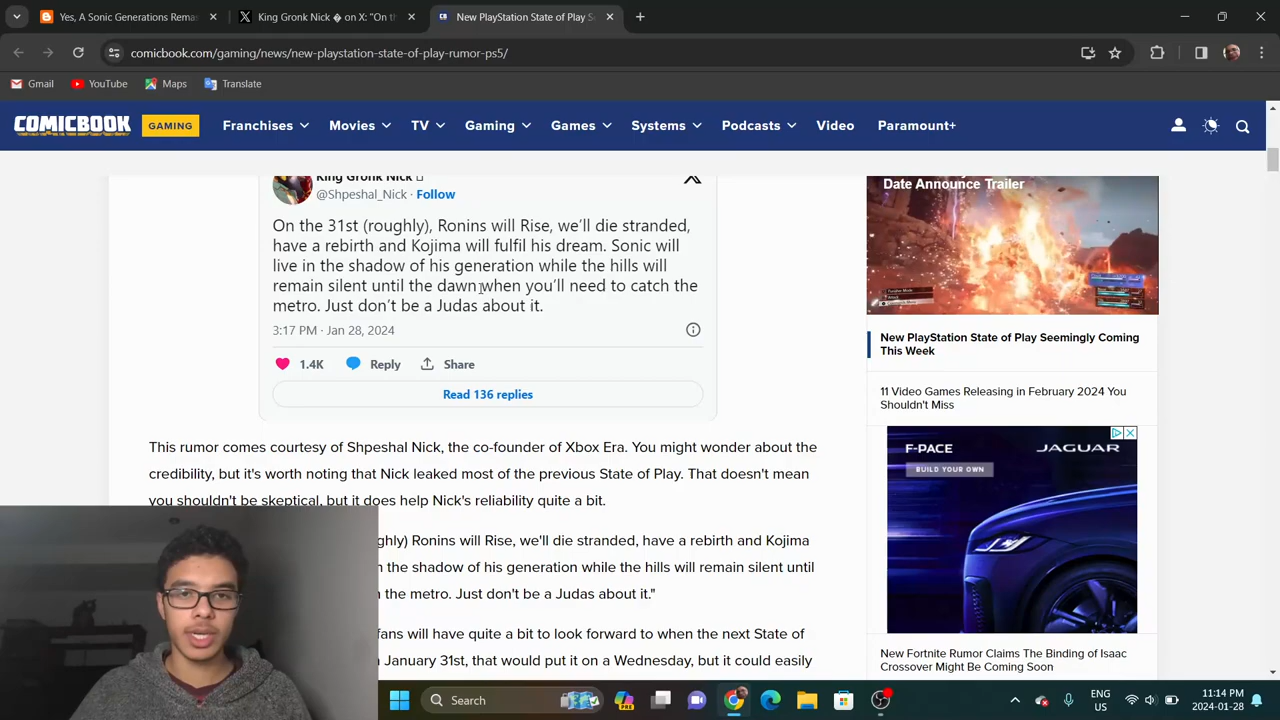 Yes, A Sonic Generations Remas
King Gronk Nick � on X: "On th
New PlayStation State of Play S
comicbook.com/gaming/news/new-playstation-state-of-play-rumor-ps5/
Gmail YouTube Maps Translate
COMICBOOK GAMING Franchises Movies TV Gaming Games Systems Podcasts Video Paramount+
King Gronk Nick
@Shpeshal_Nick · Follow
On the 31st (roughly), Ronins will Rise, we'll die stranded,
have a rebirth and Kojima will fulfil his dream. Sonic will
live in the shadow of his generation while the hills will
remain silent until the dawn when you'll need to catch the
metro. Just don't be a Judas about it.
3:17 PM · Jan 28, 2024
1.4K Reply Share
Read 136 replies
This rumor comes courtesy of Shpeshal Nick, the co-founder of Xbox Era. You might wonder about the
credibility, but it's worth noting that Nick leaked most of the previous State of Play. That doesn't mean
you shouldn't be skeptical, but it does help Nick's reliability quite a bit.
ghly) Ronins will Rise, we'll die stranded, have a rebirth and Kojima
n the shadow of his generation while the hills will remain silent until
n the metro. Just don't be a Judas about it."
fans will have quite a bit to look forward to when the next State of
n January 31st, that would put it on a Wednesday, but it could easily
Date Announce Trailer
New PlayStation State of Play Seemingly Coming
This Week
11 Video Games Releasing in February 2024 You
Shouldn't Miss
F-PACE JAGUAR
BUILD YOUR OWN
New Fortnite Rumor Claims The Binding of Isaac
Crossover Might Be Coming Soon
Search
PRE
ENG
US
11:14 PM
2024-01-28